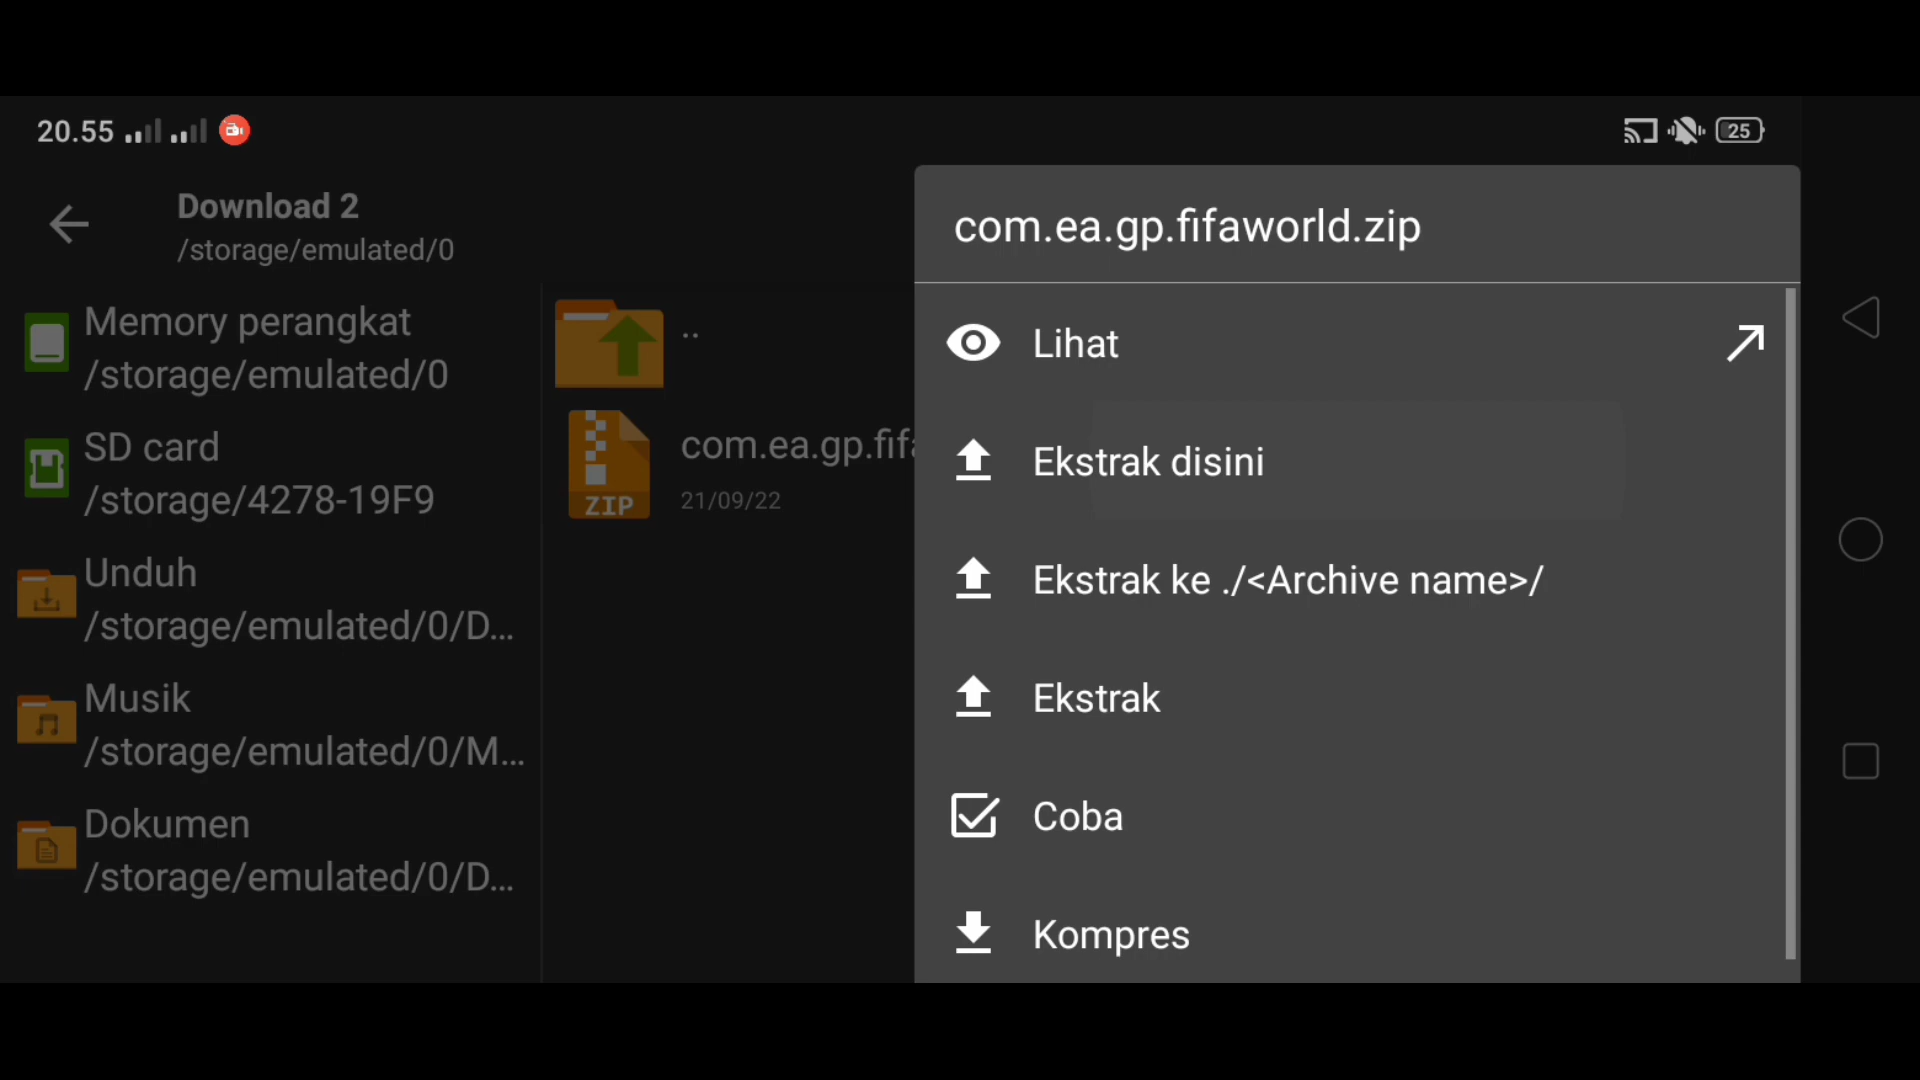 20.55
25
Download 2
/storage/emulated/0
Memory perangkat
/storage/emulated/0
SD card
/storage/4278-19F9
Unduh
/storage/emulated/0/D...
Musik
/storage/emulated/0/M...
Dokumen
/storage/emulated/0/D...
..
com.ea.gp.fifa
ZIP
21/09/22
com.ea.gp.fifaworld.zip
Lihat
Ekstrak disini
Ekstrak ke ./<Archive name>/
Ekstrak
Coba
Kompres